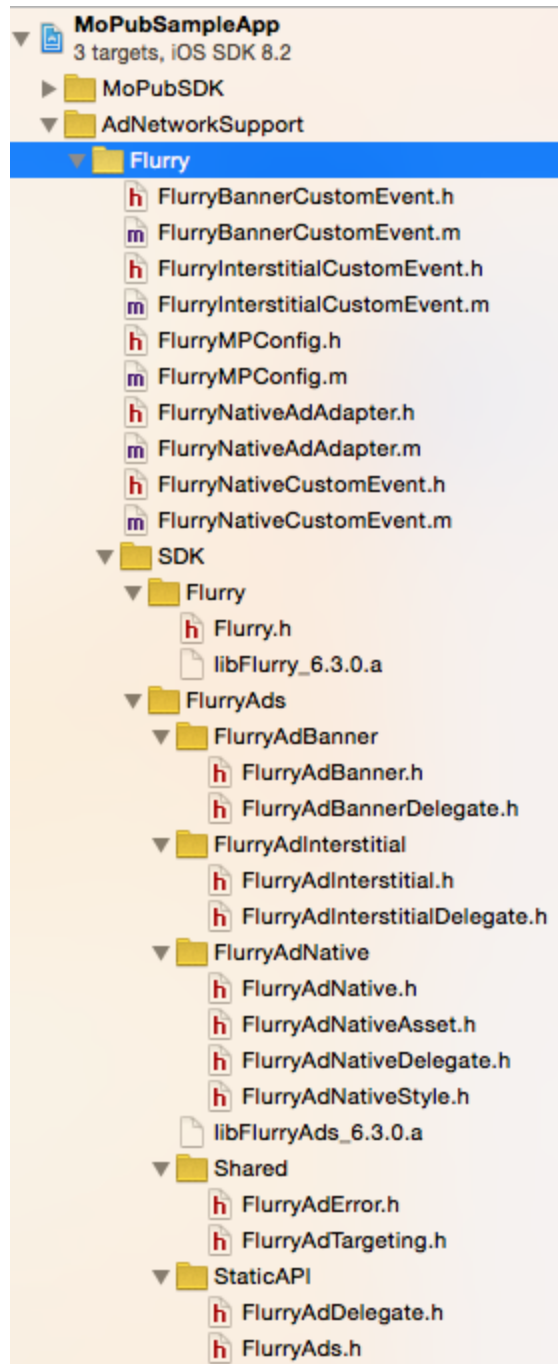 MoPubSampleApp
3 targets, iOS SDK 8.2
MoPubSDK
AdNetworkSupport
Flurry
h FlurryBannerCustomEvent.h
m FlurryBannerCustomEvent.m
h FlurryInterstitialCustomEvent.h
m FlurryInterstitialCustomEvent.m
h FlurryMPConfig.h
m FlurryMPConfig.m
h FlurryNativeAdAdapter.h
m FlurryNativeAdAdapter.m
h FlurryNativeCustomEvent.h
m FlurryNativeCustomEvent.m
SDK
Flurry
h Flurry.h
libFlurry_6.3.0.a
FlurryAds
FlurryAdBanner
h FlurryAdBanner.h
h FlurryAdBannerDelegate.h
FlurryAdInterstitial
h FlurryAdInterstitial.h
h FlurryAdInterstitialDelegate.h
FlurryAdNative
h FlurryAdNative.h
h FlurryAdNativeAsset.h
h FlurryAdNativeDelegate.h
h FlurryAdNativeStyle.h
libFlurryAds_6.3.0.a
Shared
h FlurryAdError.h
h FlurryAdTargeting.h
StaticAPI
h FlurryAdDelegate.h
h FlurryAds.h